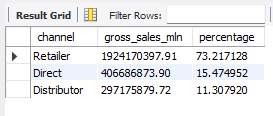 Result Grid Filter Rows:
channel gross_sales_mln percentage
Retailer 1924170397.91 73.217128
Direct 406686873.90 15.474952
Distributor 297175879.72 11.307920